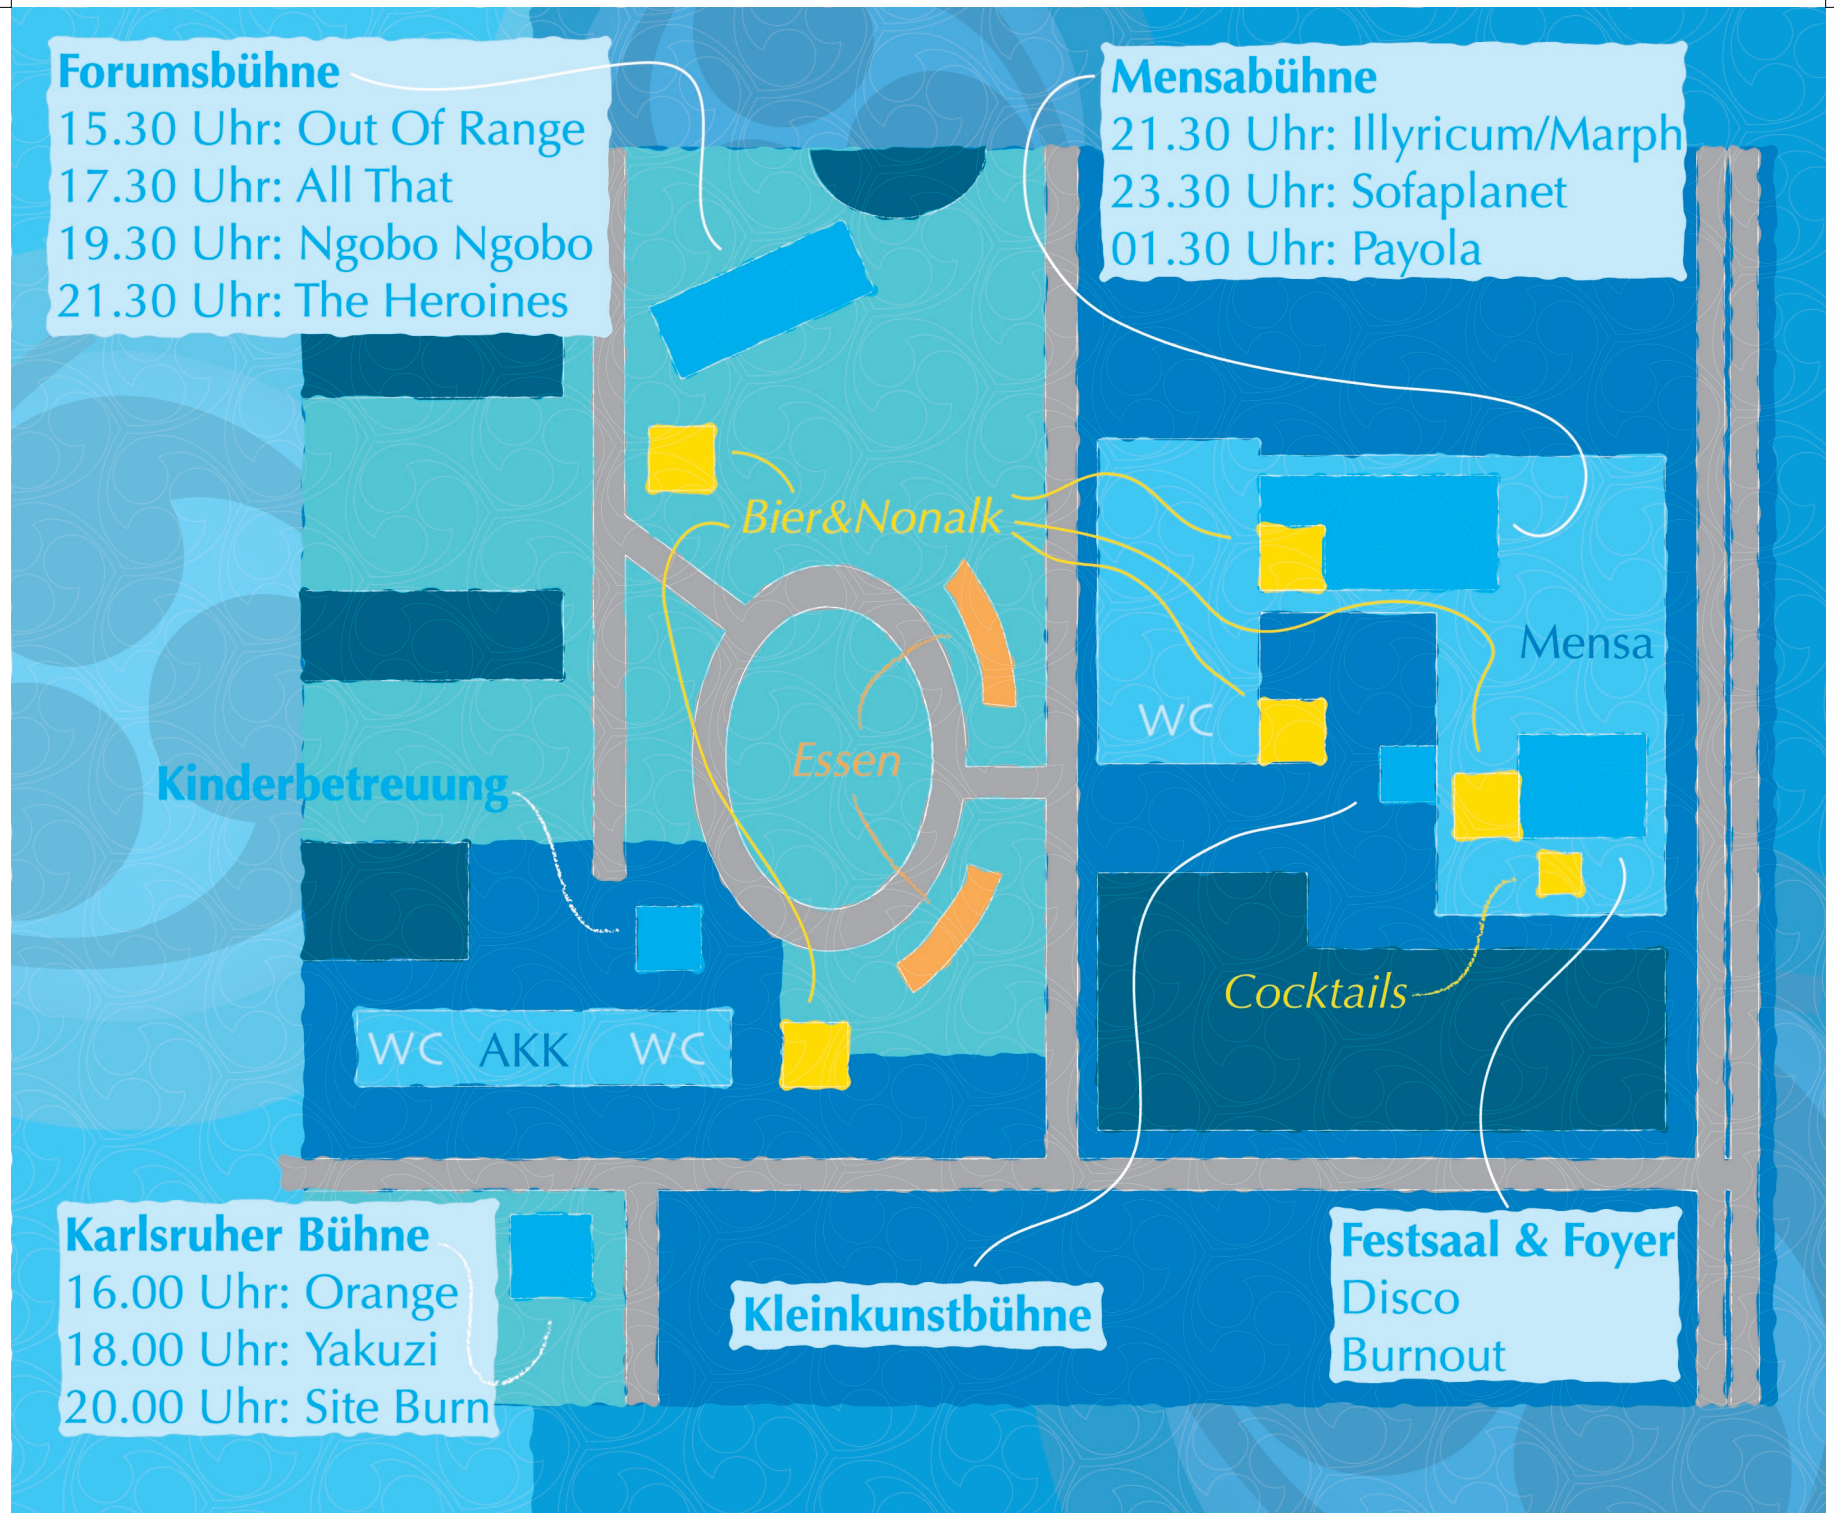 Forumsbühne
15.30 Uhr: Out Of Range
17.30 Uhr: All That
19.30 Uhr: Ngobo Ngobo
21.30 Uhr: The Heroines
Mensabühne
21.30 Uhr: Illyricum/Marph
23.30 Uhr: Sofaplanet
01.30 Uhr: Payola
Bier&Nonalk
Mensa
WC
Essen
Kinderbetreuung
Cocktails
WC AKK WC
Karlsruher Bühne
16.00 Uhr: Orange
18.00 Uhr: Yakuzi
20.00 Uhr: Site Burn
Kleinkunstbühne
Festsaal & Foyer
Disco
Burnout